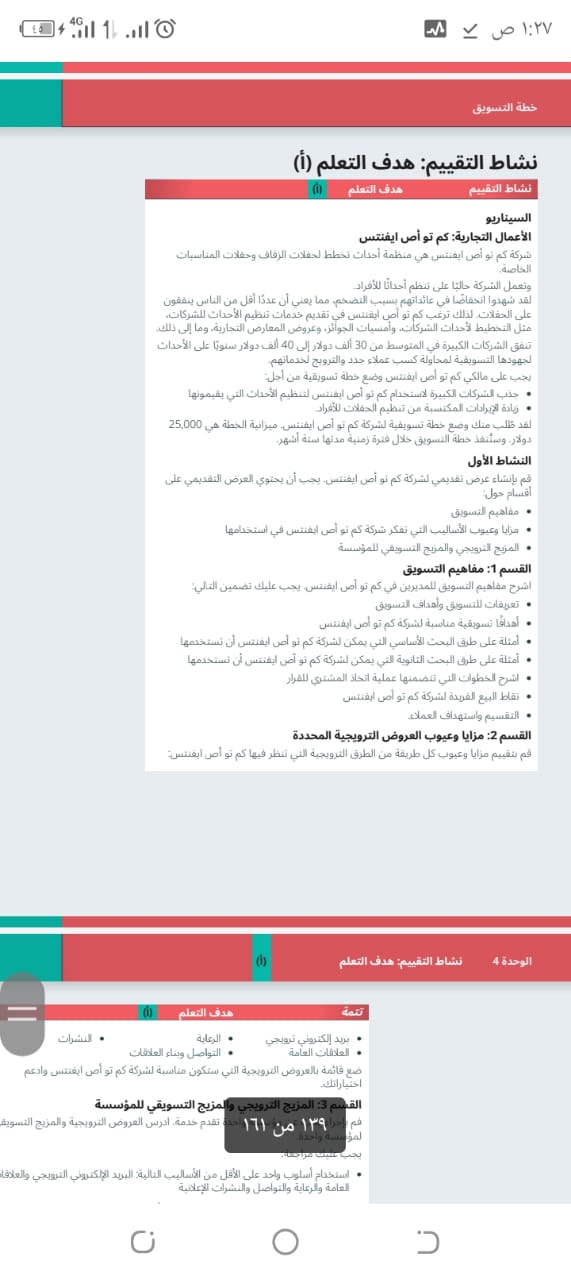 ١:٢٧ ص
4G
خطة التسويق
نشاط التقييم: هدف التعلم (أ)
نشاط التقييم هدف التعلم (أ)
السيناريو
الأعمال التجارية: كم تو أص ايفنتس
شركة كم تو أص ايفنتس هي منظمة أحداث تخطط لحفلات الزفاف وحفلات المناسبات
الخاصة.
وتعمل الشركة حاليًا على تنظم أحداثًا للأفراد.
لقد شهدوا انخفاضًا في عائداتهم بسبب التضخم، مما يعني أن عددًا أقل من الناس ينفقون
على الحفلات. لذلك ترغب كم تو أص ايفنتس في تقديم خدمات تنظيم الأحداث للشركات،
مثل التخطيط لأحداث الشركات، وأمسيات الجوائز، وعروض المعارض التجارية، وما إلى ذلك.
تنفق الشركات الكبيرة في المتوسط من 30 ألف دولار إلى 40 ألف دولار سنويًا على الأحداث
لجهودها التسويقية لمحاولة كسب عملاء جدد والترويج لخدماتهم.
يجب على مالكي كم تو أص ايفنتس وضع خطة تسويقية من أجل:
• جذب الشركات الكبيرة لاستخدام كم تو أص ايفنتس لتنظيم الأحداث التي يقيمونها
• زيادة الإيرادات المكتسبة من تنظيم الحفلات للأفراد.
لقد طُلب منك وضع خطة تسويقية لشركة كم تو أص ايفنتس. ميزانية الخطة هي 25,000
دولار. وستُنفذ خطة التسويق خلال فترة زمنية مدتها ستة أشهر.
النشاط الأول
قم بإنشاء عرض تقديمي لشركة كم تو أص ايفنتس. يجب أن يحتوي العرض التقديمي على
أقسام حول:
• مفاهيم التسويق
• مزايا وعيوب الأساليب التي تفكر شركة كم تو أص ايفنتس في استخدامها
• المزيج الترويجي والمزيج التسويقي للمؤسسة
القسم 1: مفاهيم التسويق
اشرح مفاهيم التسويق للمديرين في كم تو أص ايفنتس. يجب عليك تضمين التالي:
• تعريفات للتسويق وأهداف التسويق
• أهدافًا تسويقية مناسبة لشركة كم تو أص ايفنتس
• أمثلة على طرق البحث الأساسي التي يمكن لشركة كم تو أص ايفنتس أن تستخدمها
• أمثلة على طرق البحث الثانوية التي يمكن لشركة كم تو أص ايفنتس أن تستخدمها
• اشرح الخطوات التي تتضمنها عملية اتخاذ المشتري للقرار
• نقاط البيع الفريدة لشركة كم تو أص ايفنتس
• التقسيم واستهداف العملاء.
القسم 2: مزايا وعيوب العروض الترويجية المحددة
قم بتقييم مزايا وعيوب كل طريقة من الطرق الترويجية التي تنظر فيها كم تو أص ايفنتس:
الوحدة 4 نشاط التقييم: هدف التعلم (أ)
تتمة هدف التعلم (أ)
• بريد إلكتروني ترويجي • الرعاية • النشرات
• العلاقات العامة • التواصل وبناء العلاقات
ضع قائمة بالعروض الترويجية التي ستكون مناسبة لشركة كم تو أص ايفنتس وادعم
اختياراتك.
القسم 3: المزيج الترويجي والمزيج التسويقي للمؤسسة
تقدم خدمة. ادرس العروض الترويجية والمزيج
١٣٩ من ١٦١
يجب عليك مراجعة:
• استخدام أسلوب واحد على الأقل من الأساليب التالية: البريد الإلكتروني الترويجي
العامة والرعاية والتواصل والنشرات الإعلانية